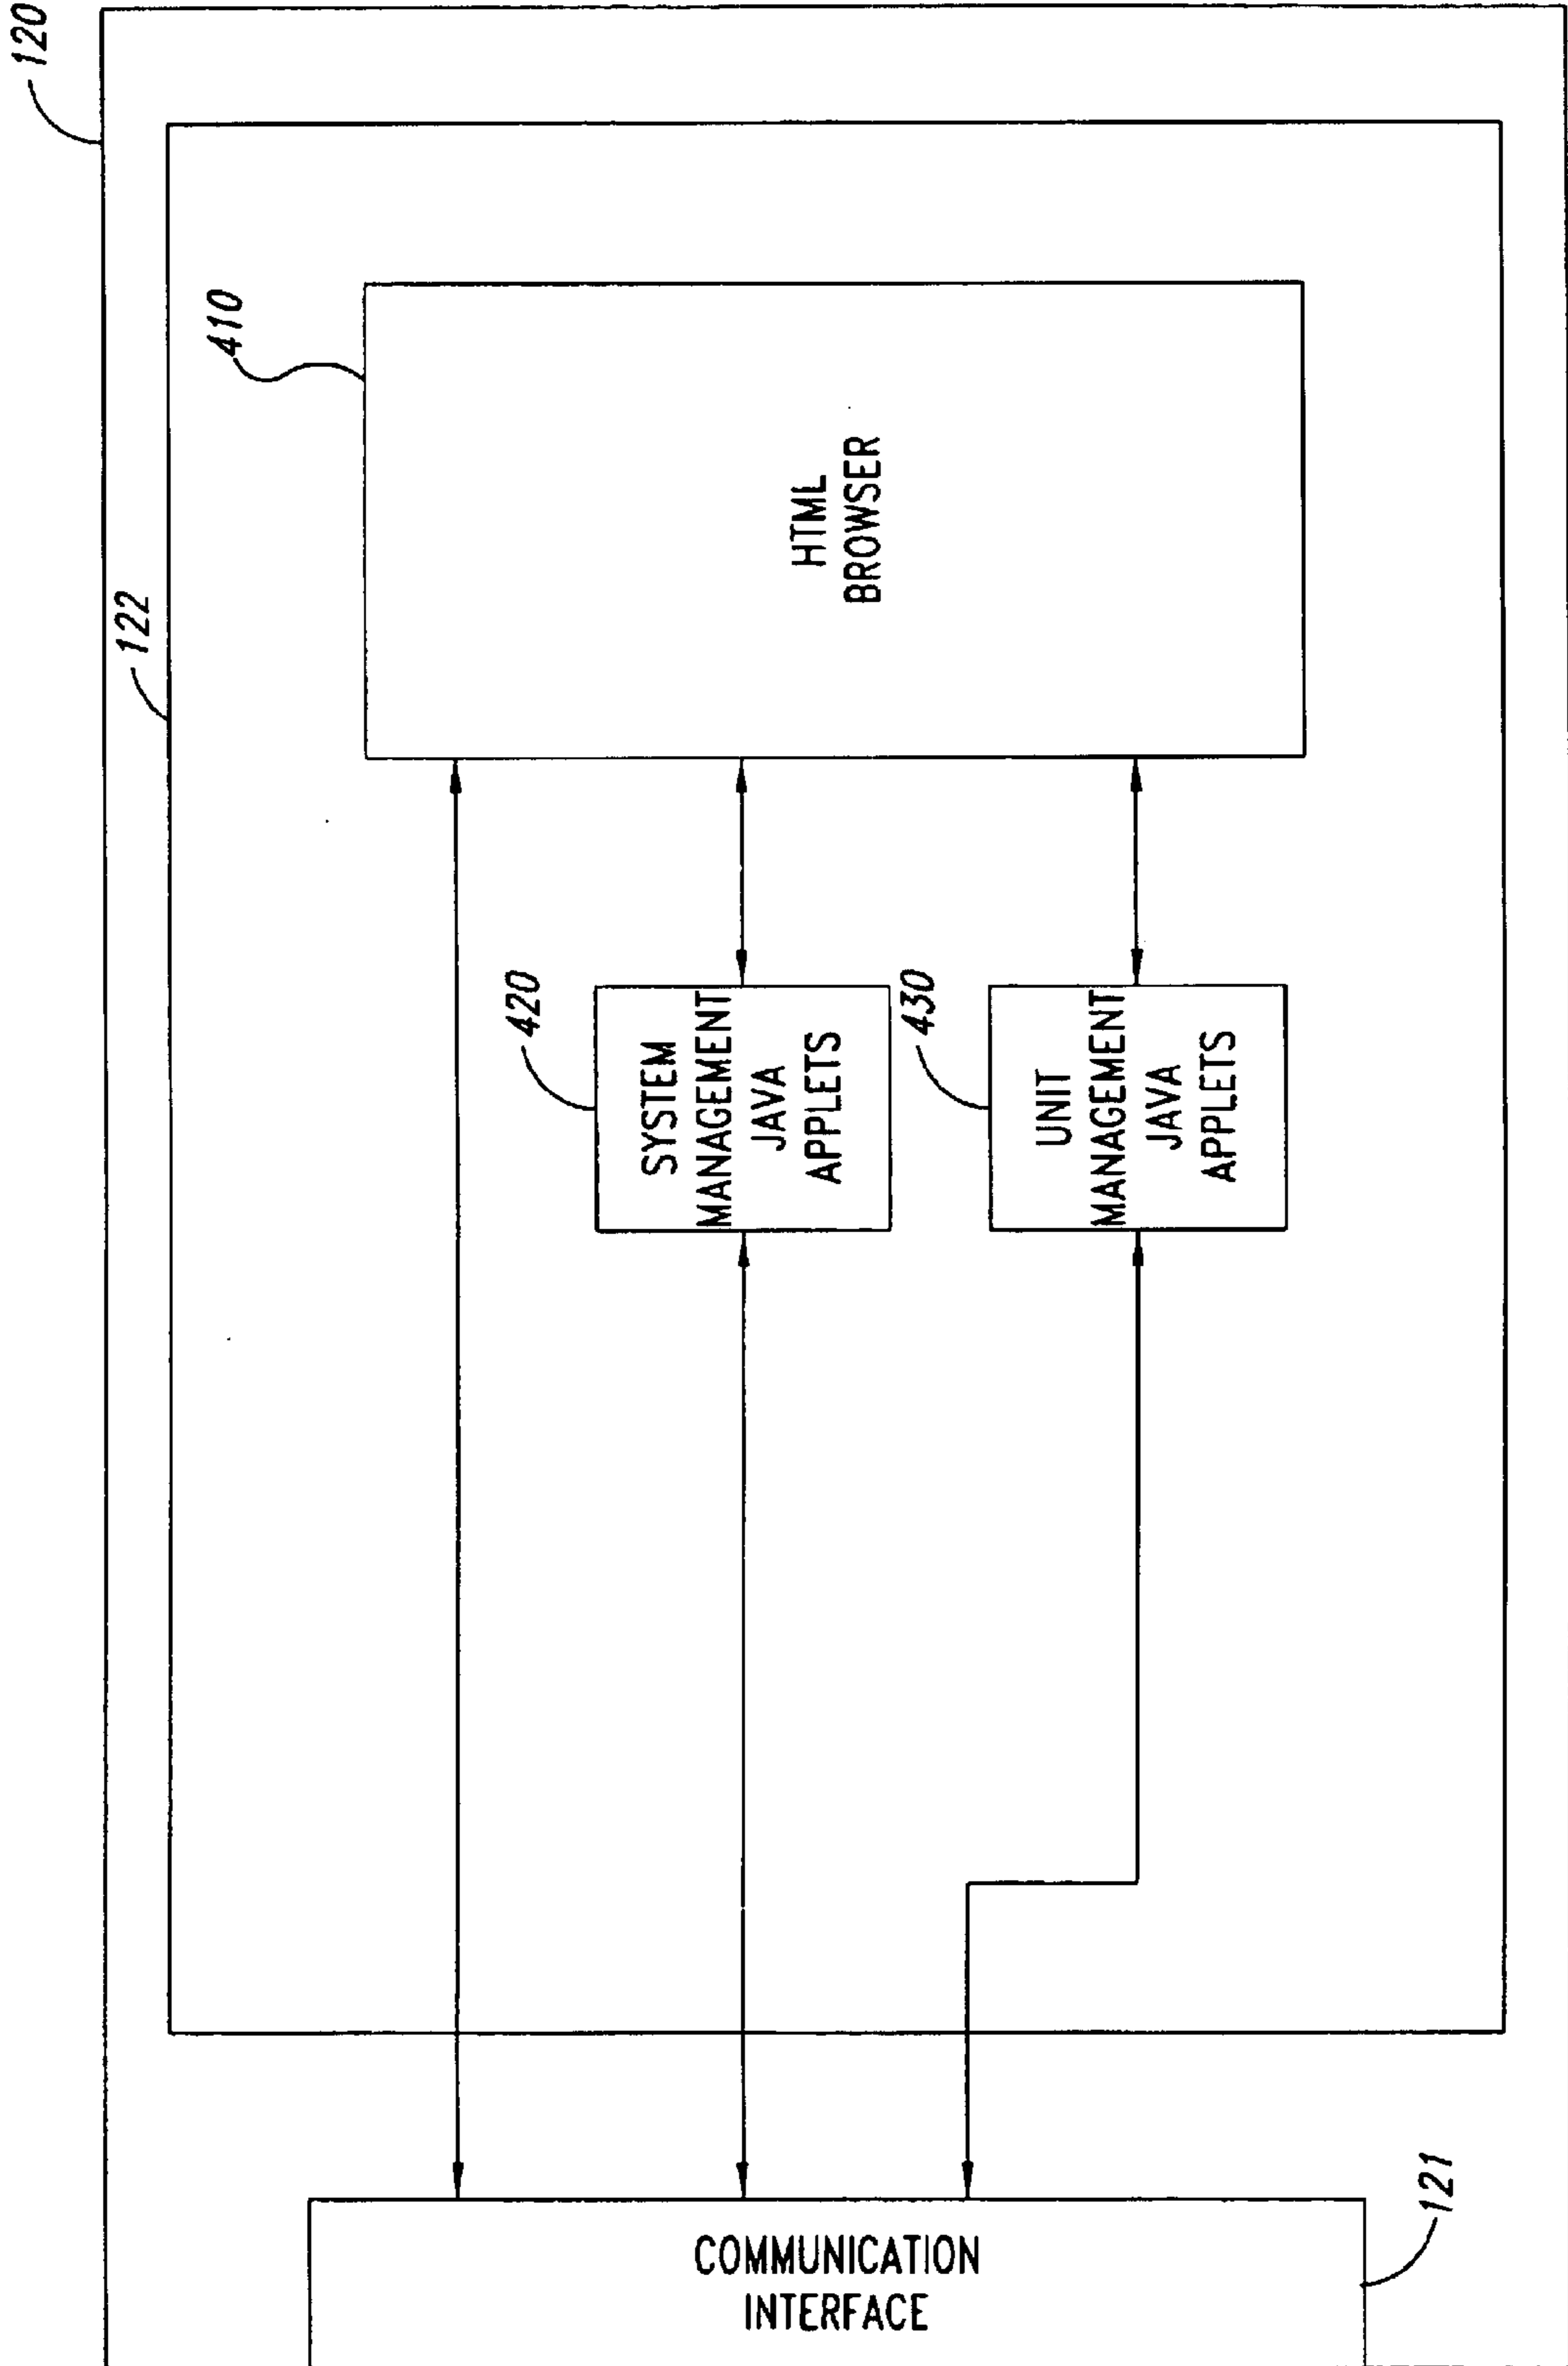 120
122
410
HTML
BROWSER
420
SYSTEM
MANAGEMENT
JAVA
APPLETS
430
UNIT
MANAGEMENT
JAVA
APPLETS
COMMUNICATION
INTERFACE
121